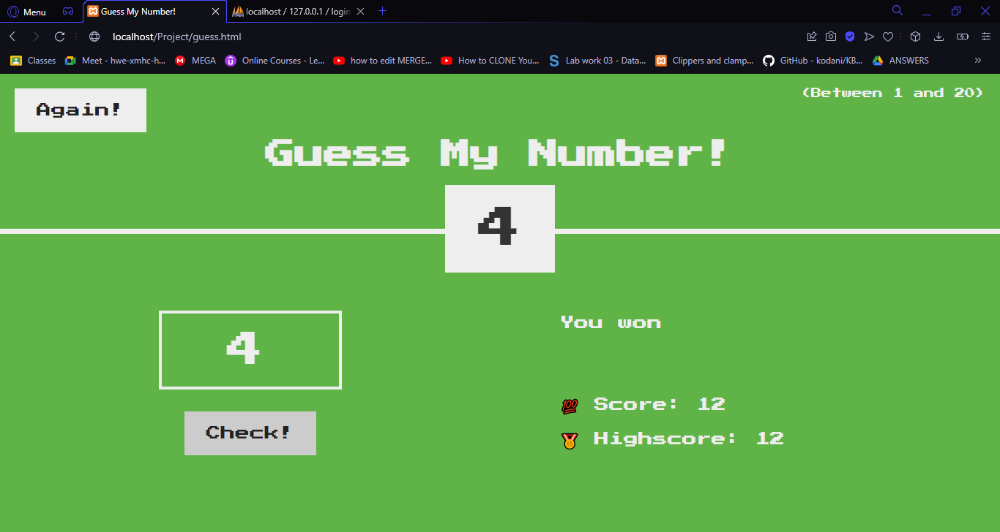 Menu
Guess My Number!
localhost / 127.0.0.1 / login
localhost/Project/guess.html
Classes
Meet - hwe-xmhc-h...
MEGA
Online Courses - Le...
how to edit MERGE...
How to CLONE You...
Lab work 03 - Data...
Clippers and clamp...
GitHub - kodani/KB...
ANSWERS
Again!
(Between 1 and 20)
Guess My Number!
4
4
Check!
You won
💯 Score: 12
🥇 Highscore: 12